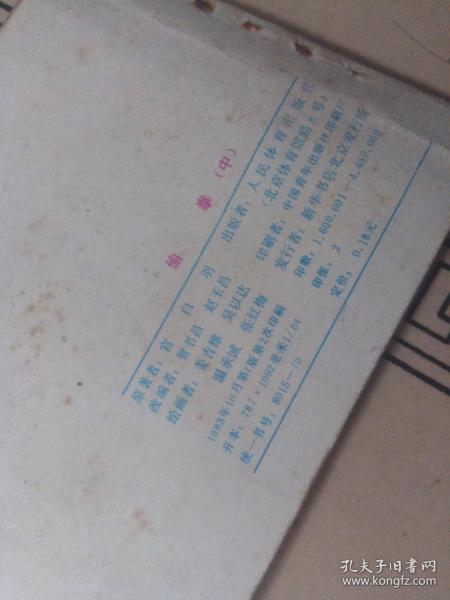 偷 拳 (中)
原著者：宫 白 羽
改编者：贺书昌 赵玉昌
绘画者：姜吉维 吴以达
温承诚 张红梅
1983年10月第1版第2次印刷
开本：787×1092毫米1/64
统一书号：8015—79
出版者：人民体育出版社
(北京体育馆路8号)
印刷者：中国青年出版社印刷厂
发行者：新华书店北京发行所
印数：1,600,001—4,450,000
印张：2
定价：0.18元
孔夫子旧书网
www.kongfz.com